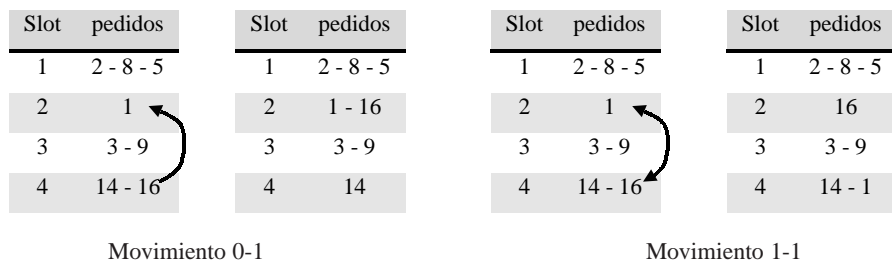 Slot pedidos Slot pedidos Slot pedidos Slot pedidos
1 2 - 8 - 5 1 2 - 8 - 5 1 2 - 8 - 5 1 2 - 8 - 5
2 1 2 1 - 16 2 1 2 16
3 3 - 9 3 3 - 9 3 3 - 9 3 3 - 9
4 14 - 16 4 14 4 14 - 16 4 14 - 1
Movimiento 0-1 Movimiento 1-1